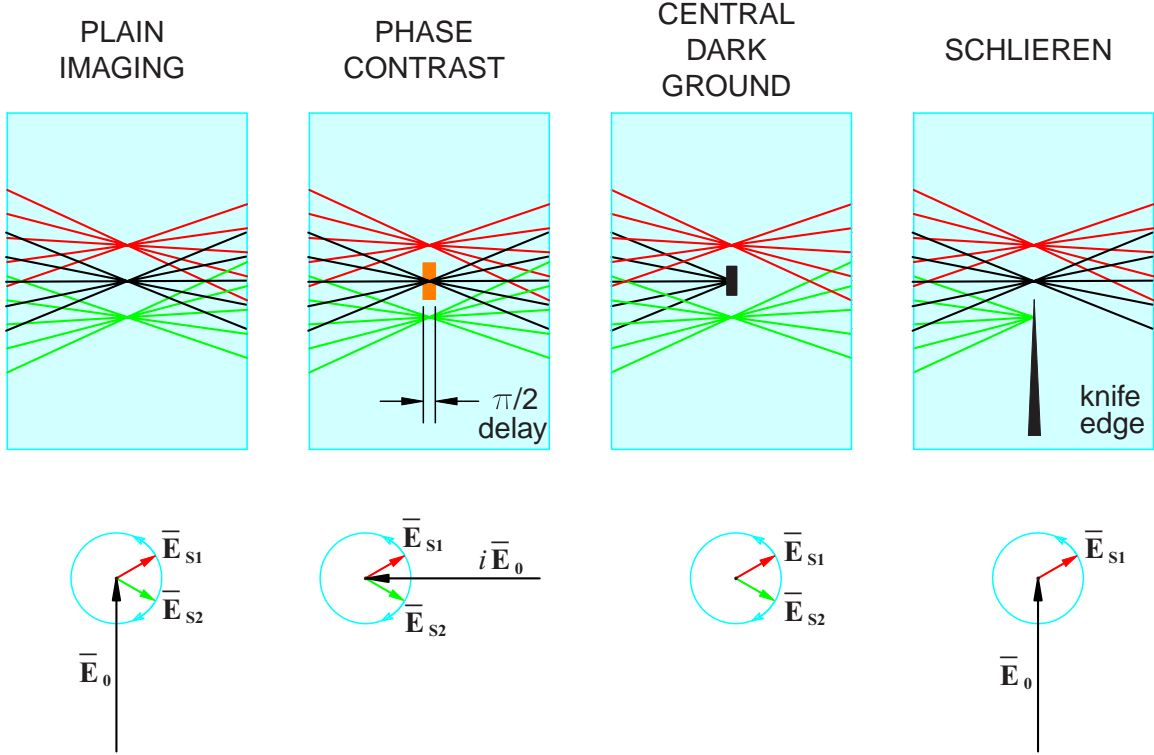 PLAIN
IMAGING
PHASE
CONTRAST
CENTRAL
DARK
GROUND
SCHLIEREN
π/2
delay
knife
edge
E̅ S1
E̅ S2
E̅ 0
E̅ S1
i E̅ 0
E̅ S2
E̅ S1
E̅ S2
E̅ S1
E̅ 0